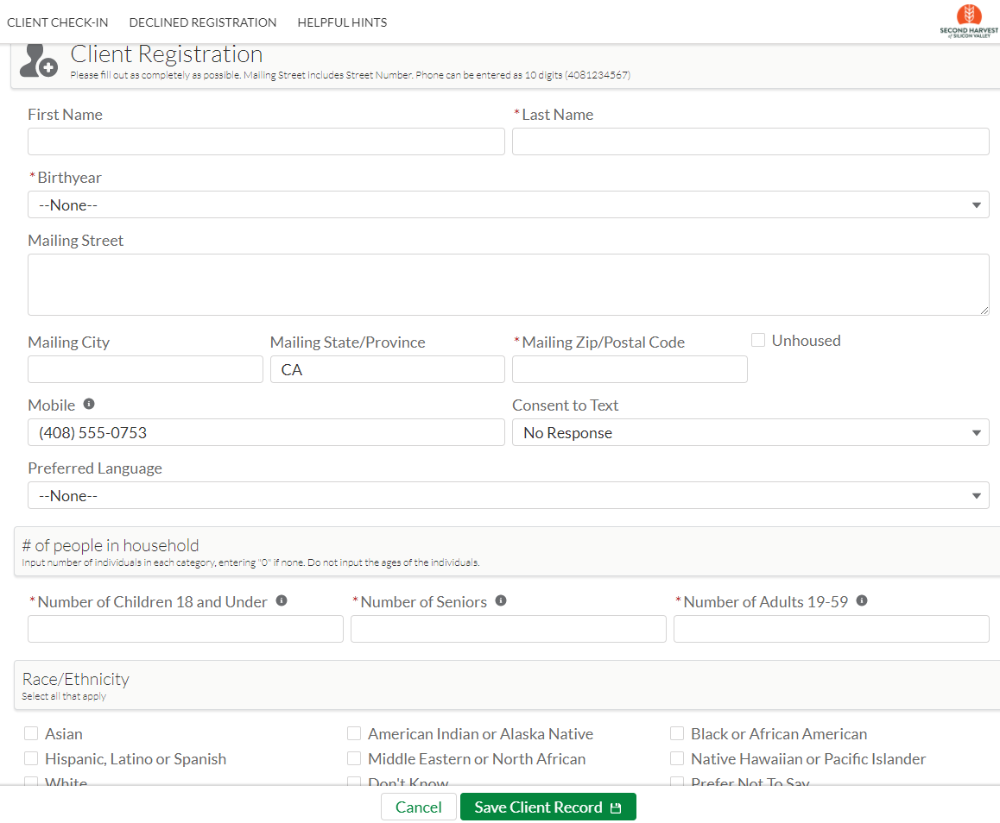 CLIENT CHECK-IN DECLINED REGISTRATION HELPFUL HINTS
SECOND HARVEST
of SILICON VALLEY
Client Registration
Please fill out as completely as possible. Mailing Street includes Street Number. Phone can be entered as 10 digits (4081234567)
First Name *Last Name
*Birthyear
--None--
Mailing Street
Mailing City Mailing State/Province *Mailing Zip/Postal Code Unhoused
CA
Mobile Consent to Text
(408) 555-0753 No Response
Preferred Language
--None--
# of people in household
Input number of individuals in each category, entering "0" if none. Do not input the ages of the individuals.
*Number of Children 18 and Under *Number of Seniors *Number of Adults 19-59
Race/Ethnicity
Select all that apply
Asian American Indian or Alaska Native Black or African American
Hispanic, Latino or Spanish Middle Eastern or North African Native Hawaiian or Pacific Islander
White Don't Know Prefer Not To Say
Cancel Save Client Record